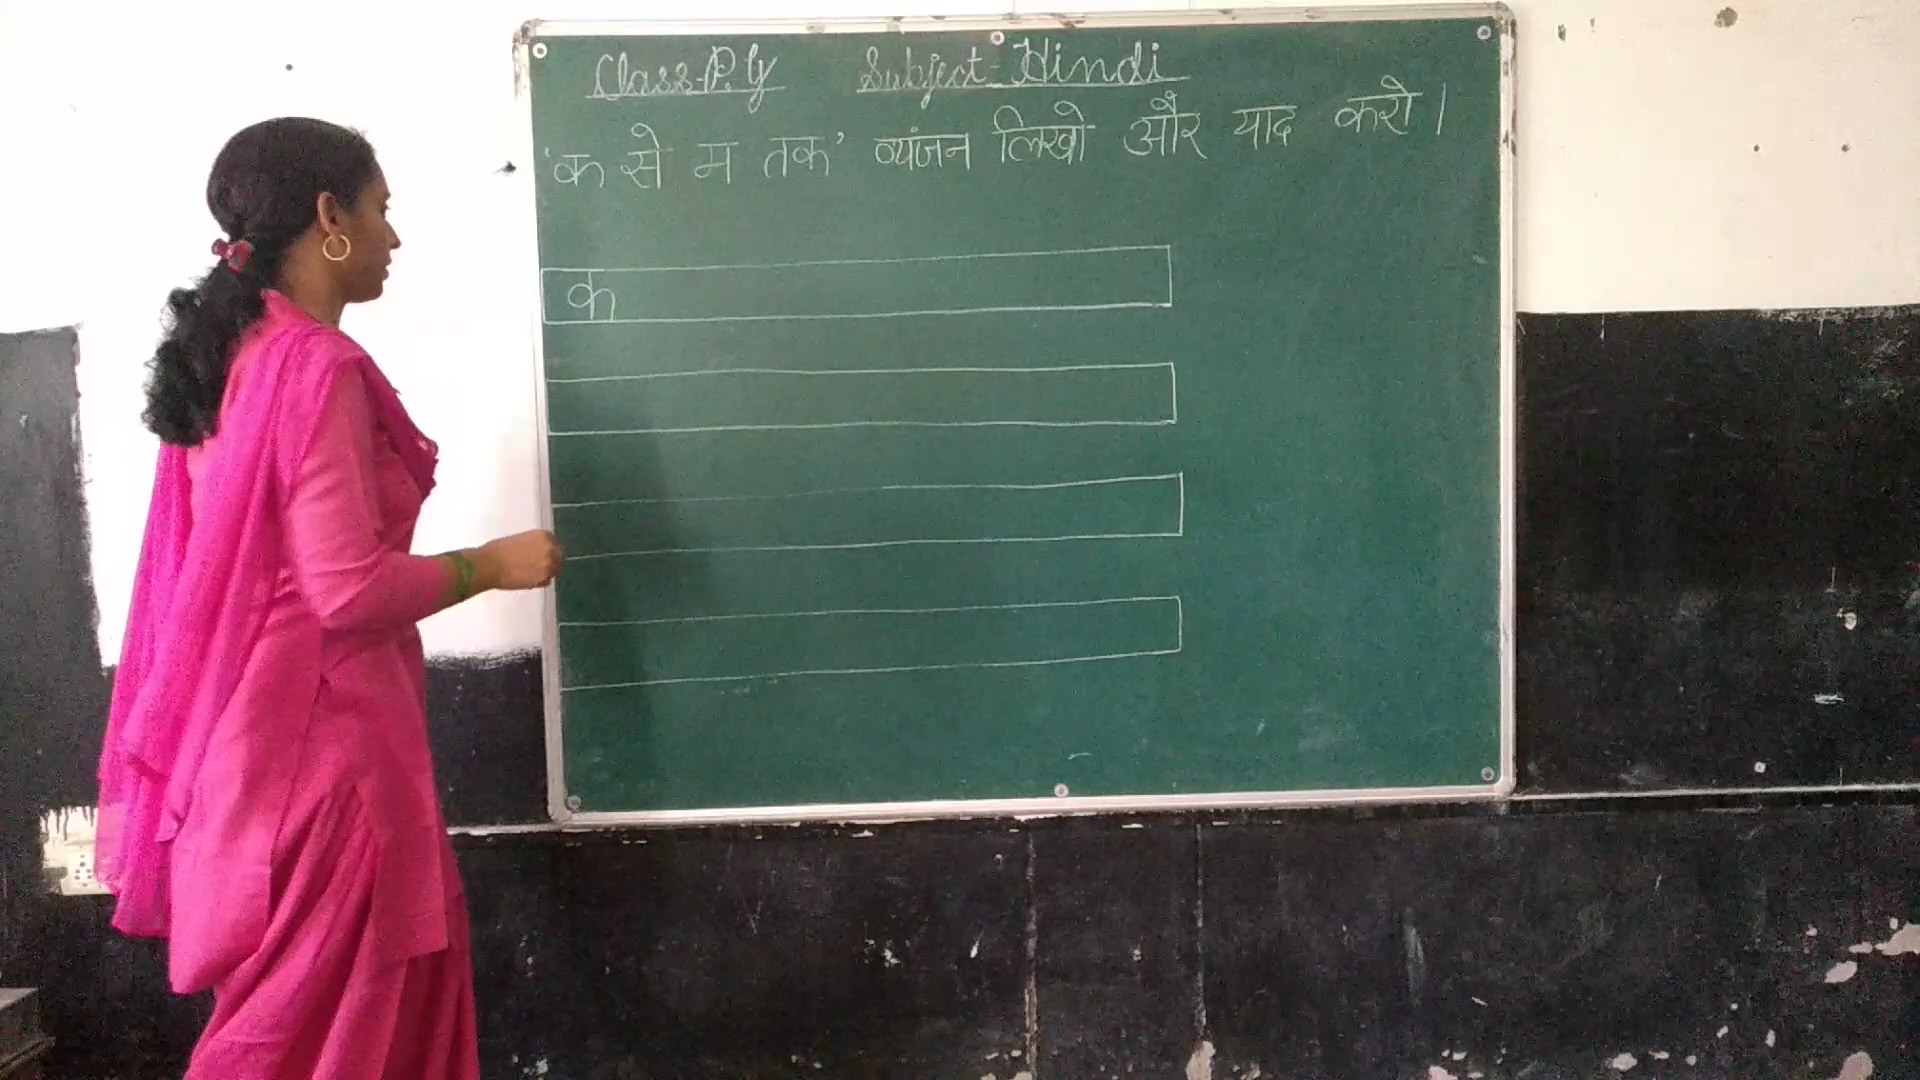 Class-P.G Subject-Hindi
'क से म तक' व्यंजन लिखो और याद करो।
क